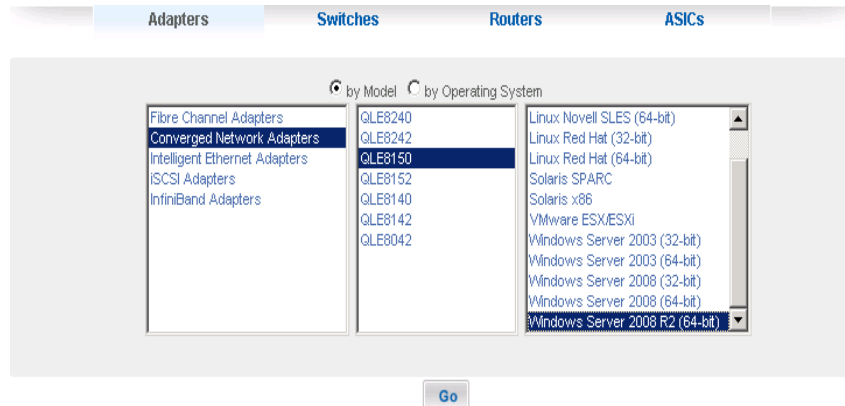 Adapters Switches Routers ASICs
by Model by Operating System
Fibre Channel Adapters
Converged Network Adapters
Intelligent Ethernet Adapters
iSCSI Adapters
InfiniBand Adapters
QLE8240
QLE8242
QLE8150
QLE8152
QLE8140
QLE8142
QLE8042
Linux Novell SLES (64-bit)
Linux Red Hat (32-bit)
Linux Red Hat (64-bit)
Solaris SPARC
Solaris x86
VMware ESX/ESXi
Windows Server 2003 (32-bit)
Windows Server 2003 (64-bit)
Windows Server 2008 (32-bit)
Windows Server 2008 (64-bit)
Windows Server 2008 R2 (64-bit)
Go